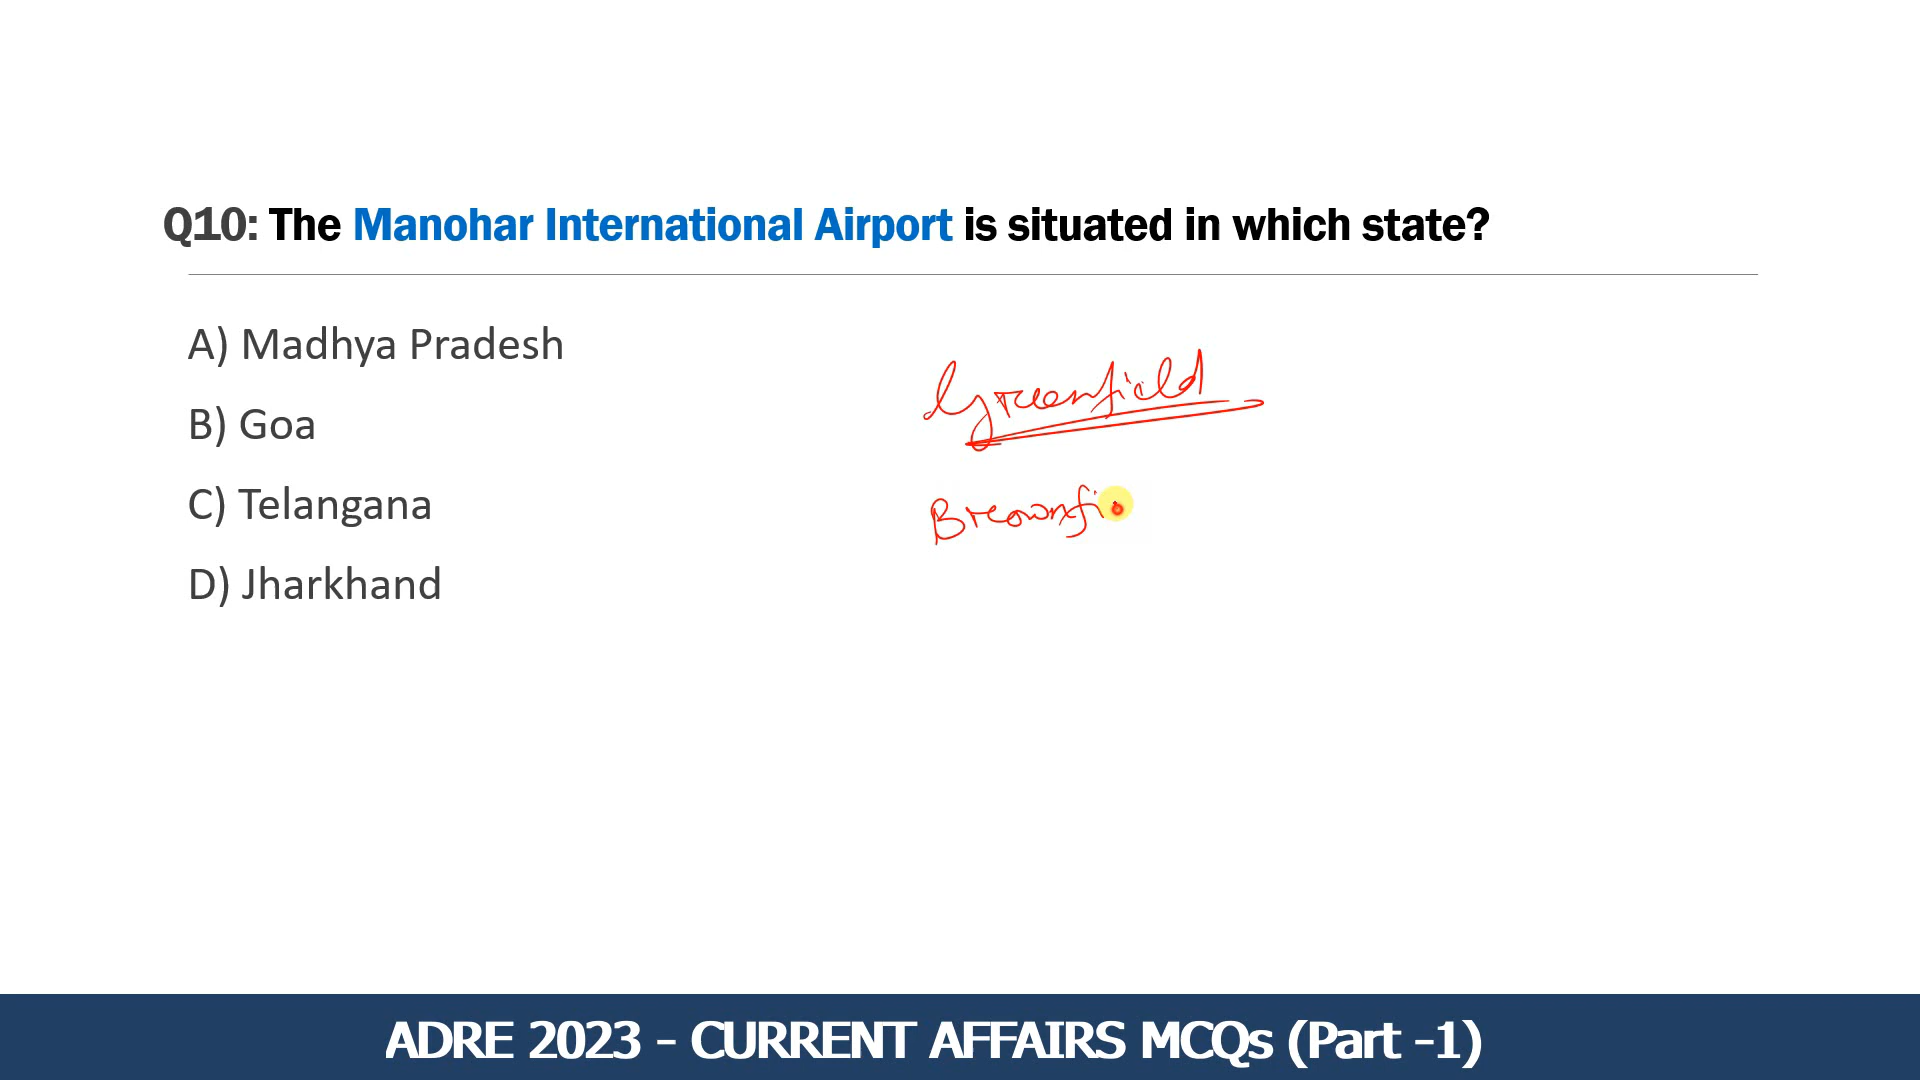 Q10: The Manohar International Airport is situated in which state?
A) Madhya Pradesh
B) Goa
C) Telangana
D) Jharkhand
Greenfield
Brownfi
ADRE 2023 - CURRENT AFFAIRS MCQs (Part -1)